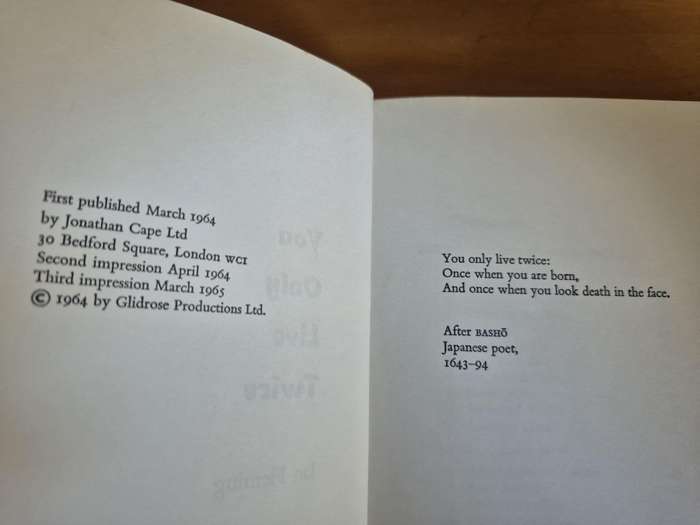 First published March 1964
by Jonathan Cape Ltd
30 Bedford Square, London WC1
Second impression April 1964
Third impression March 1965
© 1964 by Glidrose Productions Ltd.
You only live twice:
Once when you are born,
And once when you look death in the face.
After BASHŌ
Japanese poet,
1643–94